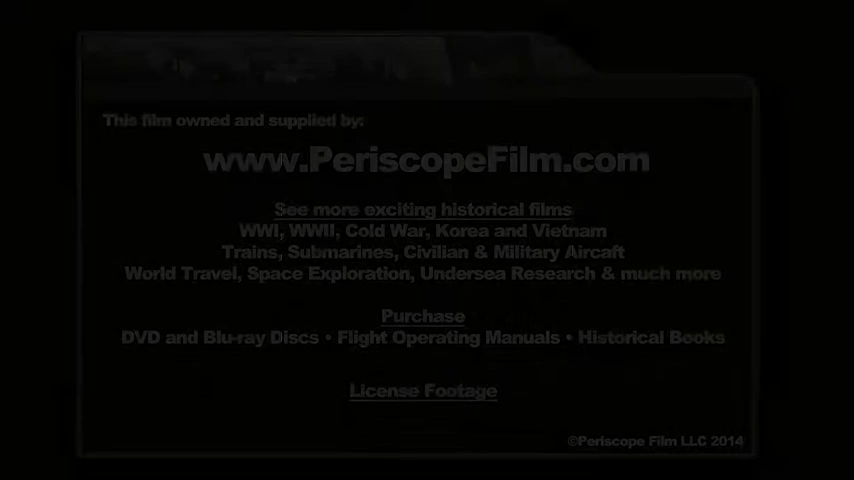 This film owned and supplied by:
www.PeriscopeFilm.com
See more exciting historical films
WWI, WWII, Cold War, Korea and Vietnam
Trains, Submarines, Civilian & Military Aircaft
World Travel, Space Exploration, Undersea Research & much more
Purchase
DVD and Blu-ray Discs • Flight Operating Manuals • Historical Books
License Footage
©Periscope Film LLC 2014